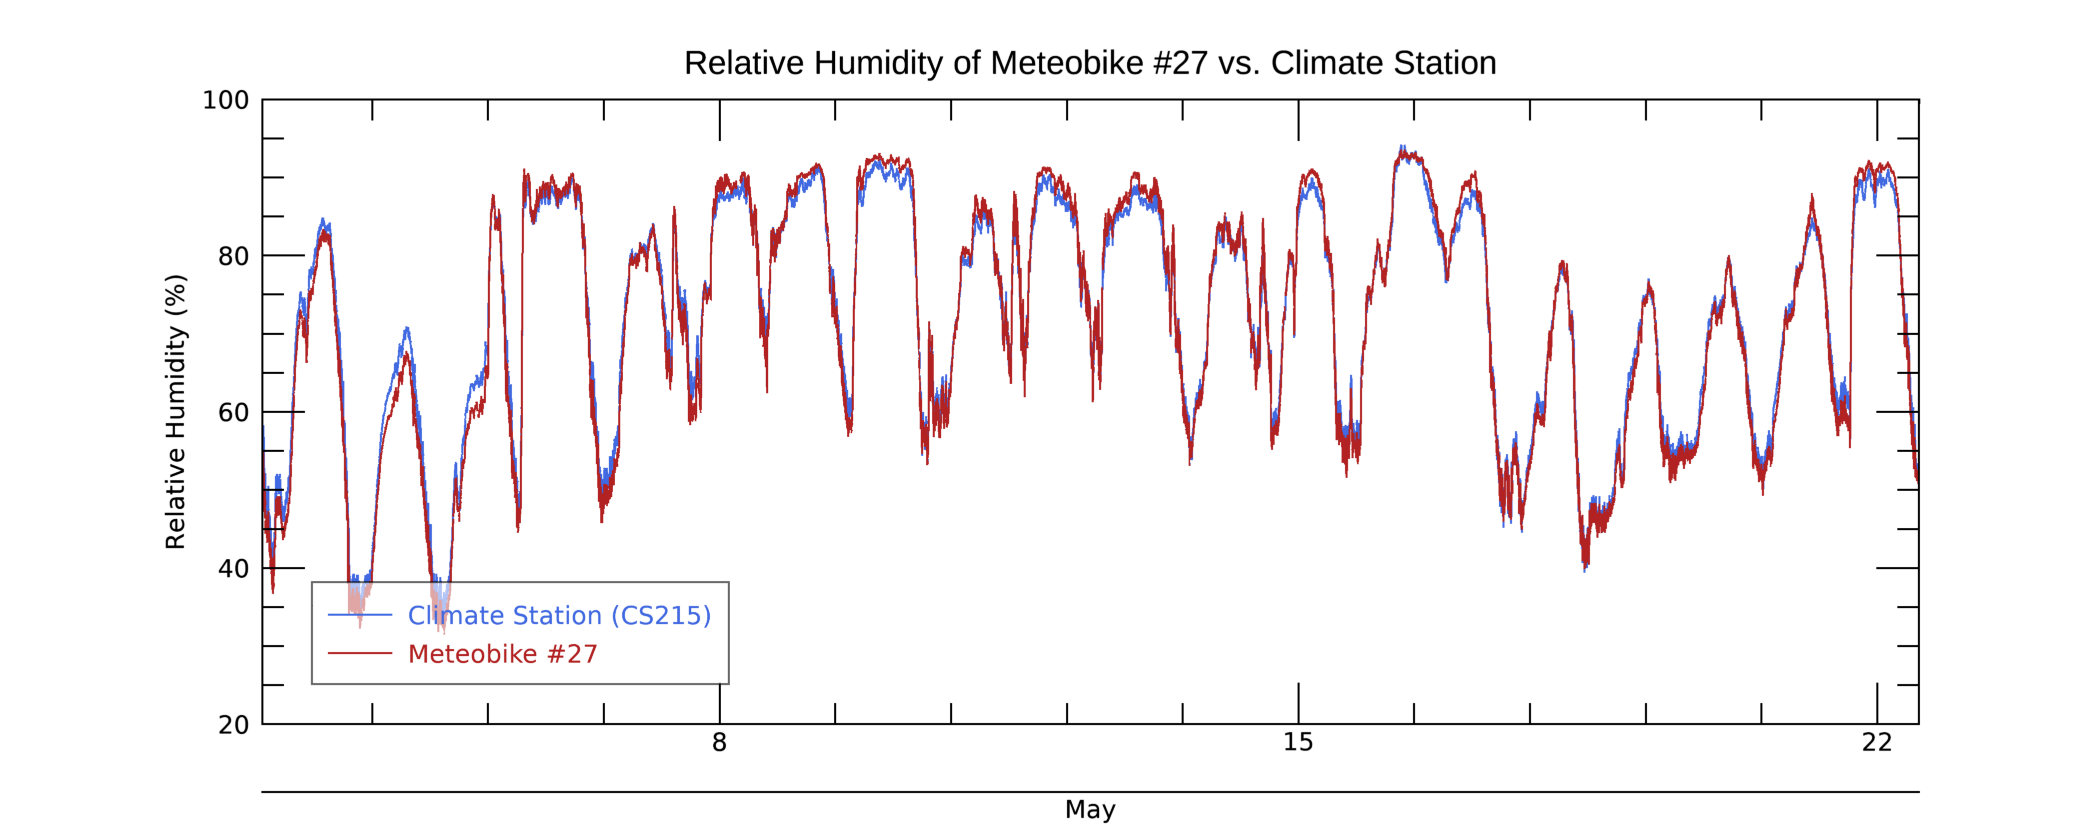 Relative Humidity of Meteobike #27 vs. Climate Station
Relative Humidity (%)
100
80
60
40
20
Climate Station (CS215)
Meteobike #27
8
15
22
May